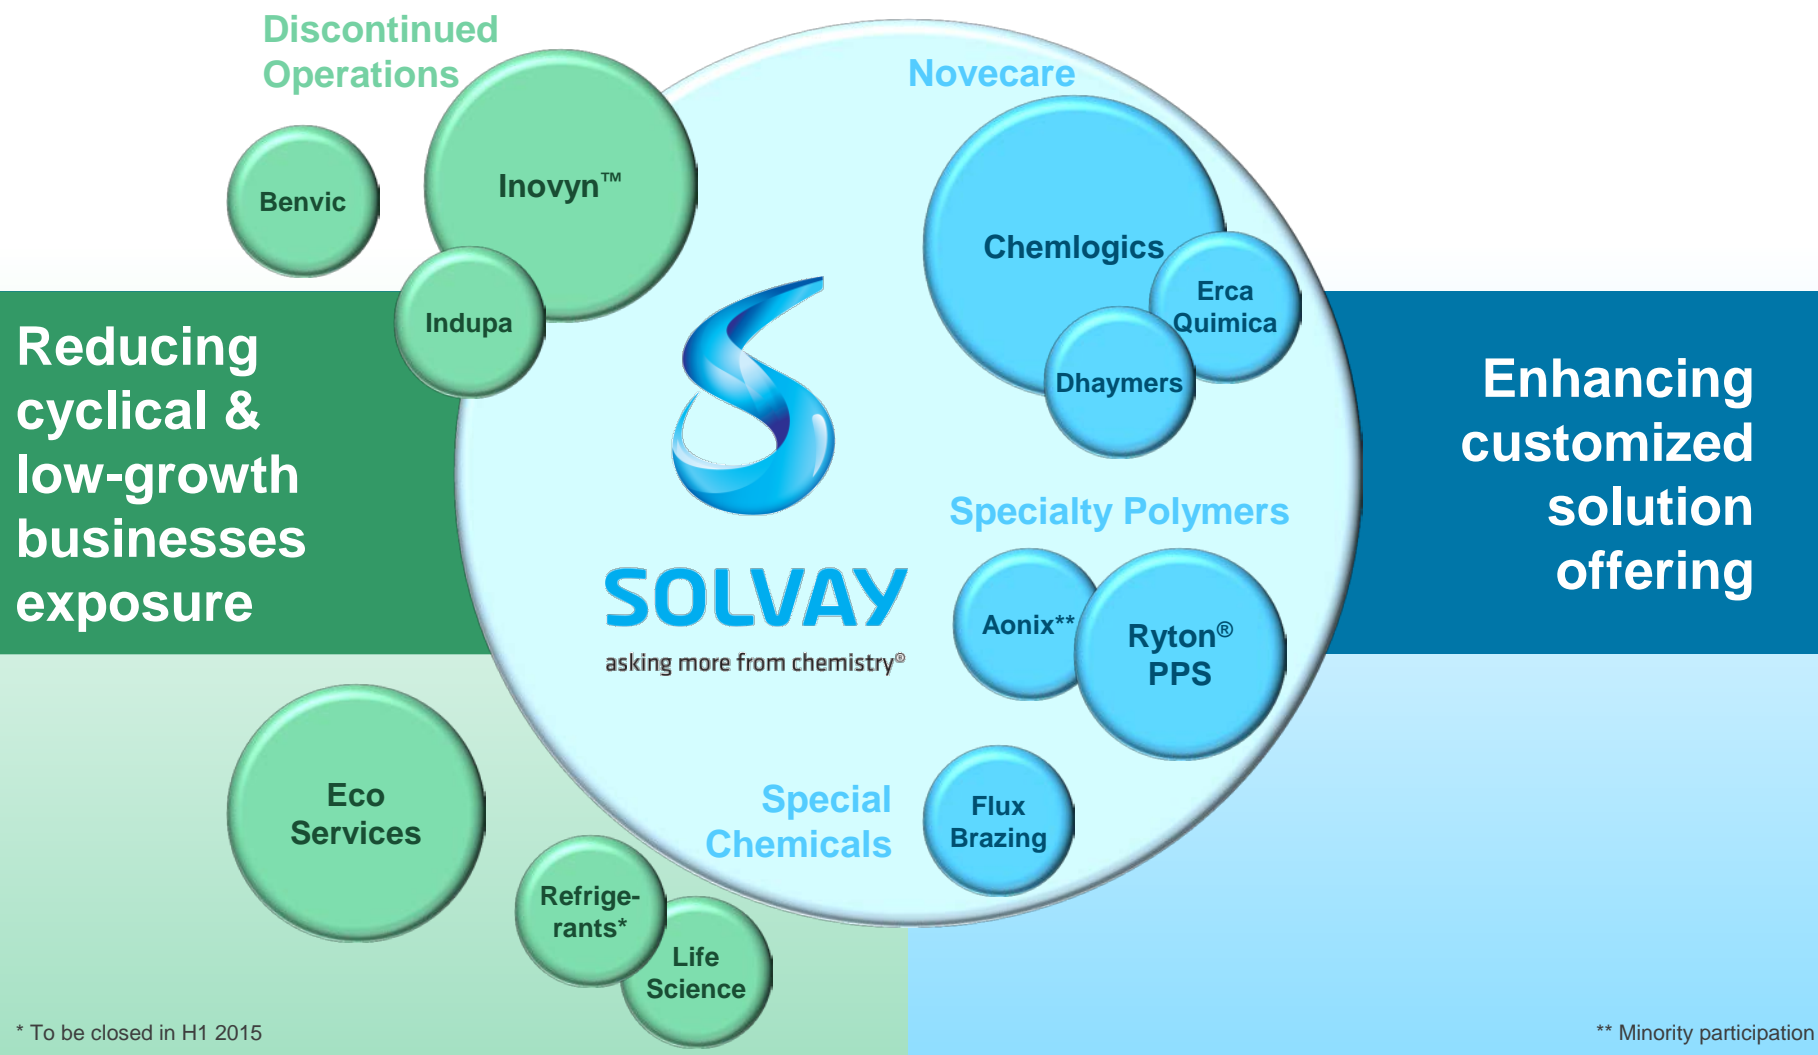 Discontinued
Operations
Benvic
Inovyn™
Indupa
Reducing
cyclical &
low-growth
businesses
exposure
Eco
Services
Refrige-
rants*
Life
Science
SOLVAY
asking more from chemistry®
Novecare
Chemlogics
Erca
Quimica
Dhaymers
Specialty Polymers
Aonix**
Ryton®
PPS
Special
Chemicals
Flux
Brazing
Enhancing
customized
solution
offering
* To be closed in H1 2015
** Minority participation